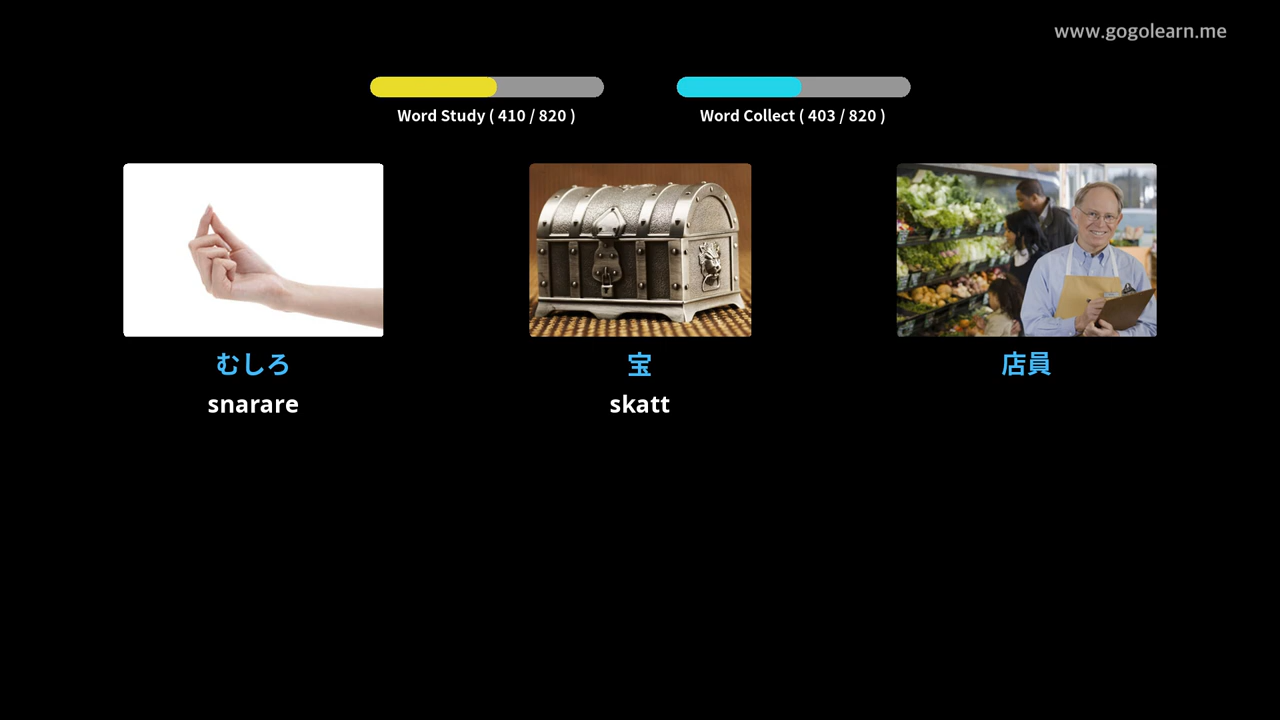 www.gogolearn.me
Word Study ( 410 / 820 )
Word Collect ( 403 / 820 )
むしろ
宝
店員
snarare
skatt